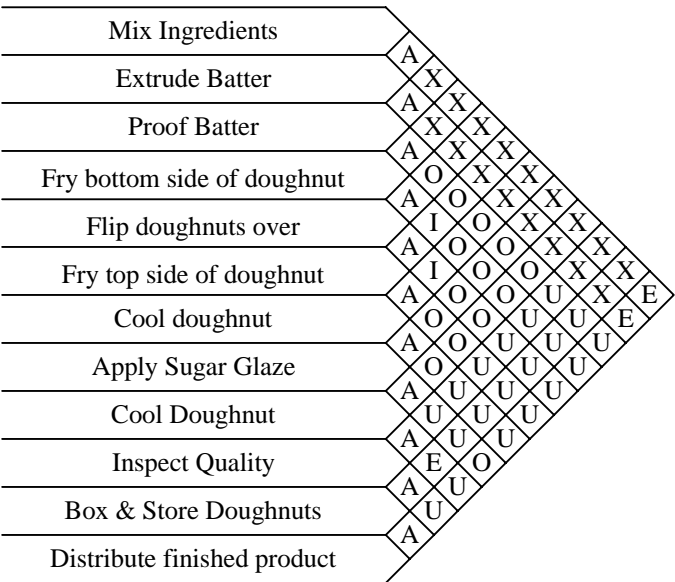 Mix Ingredients
A
Extrude Batter X
A X
Proof Batter X X
A X X
Fry bottom side of doughnut O X X
A O X X
Flip doughnuts over I O X X
A O O X X
Fry top side of doughnut I O O X X
A O O U X E
Cool doughnut O O U U E
A O U U U
Apply Sugar Glaze O U U U
A U U U
Cool Doughnut U U U
A U U
Inspect Quality E O
A U
Box & Store Doughnuts U
A
Distribute finished product